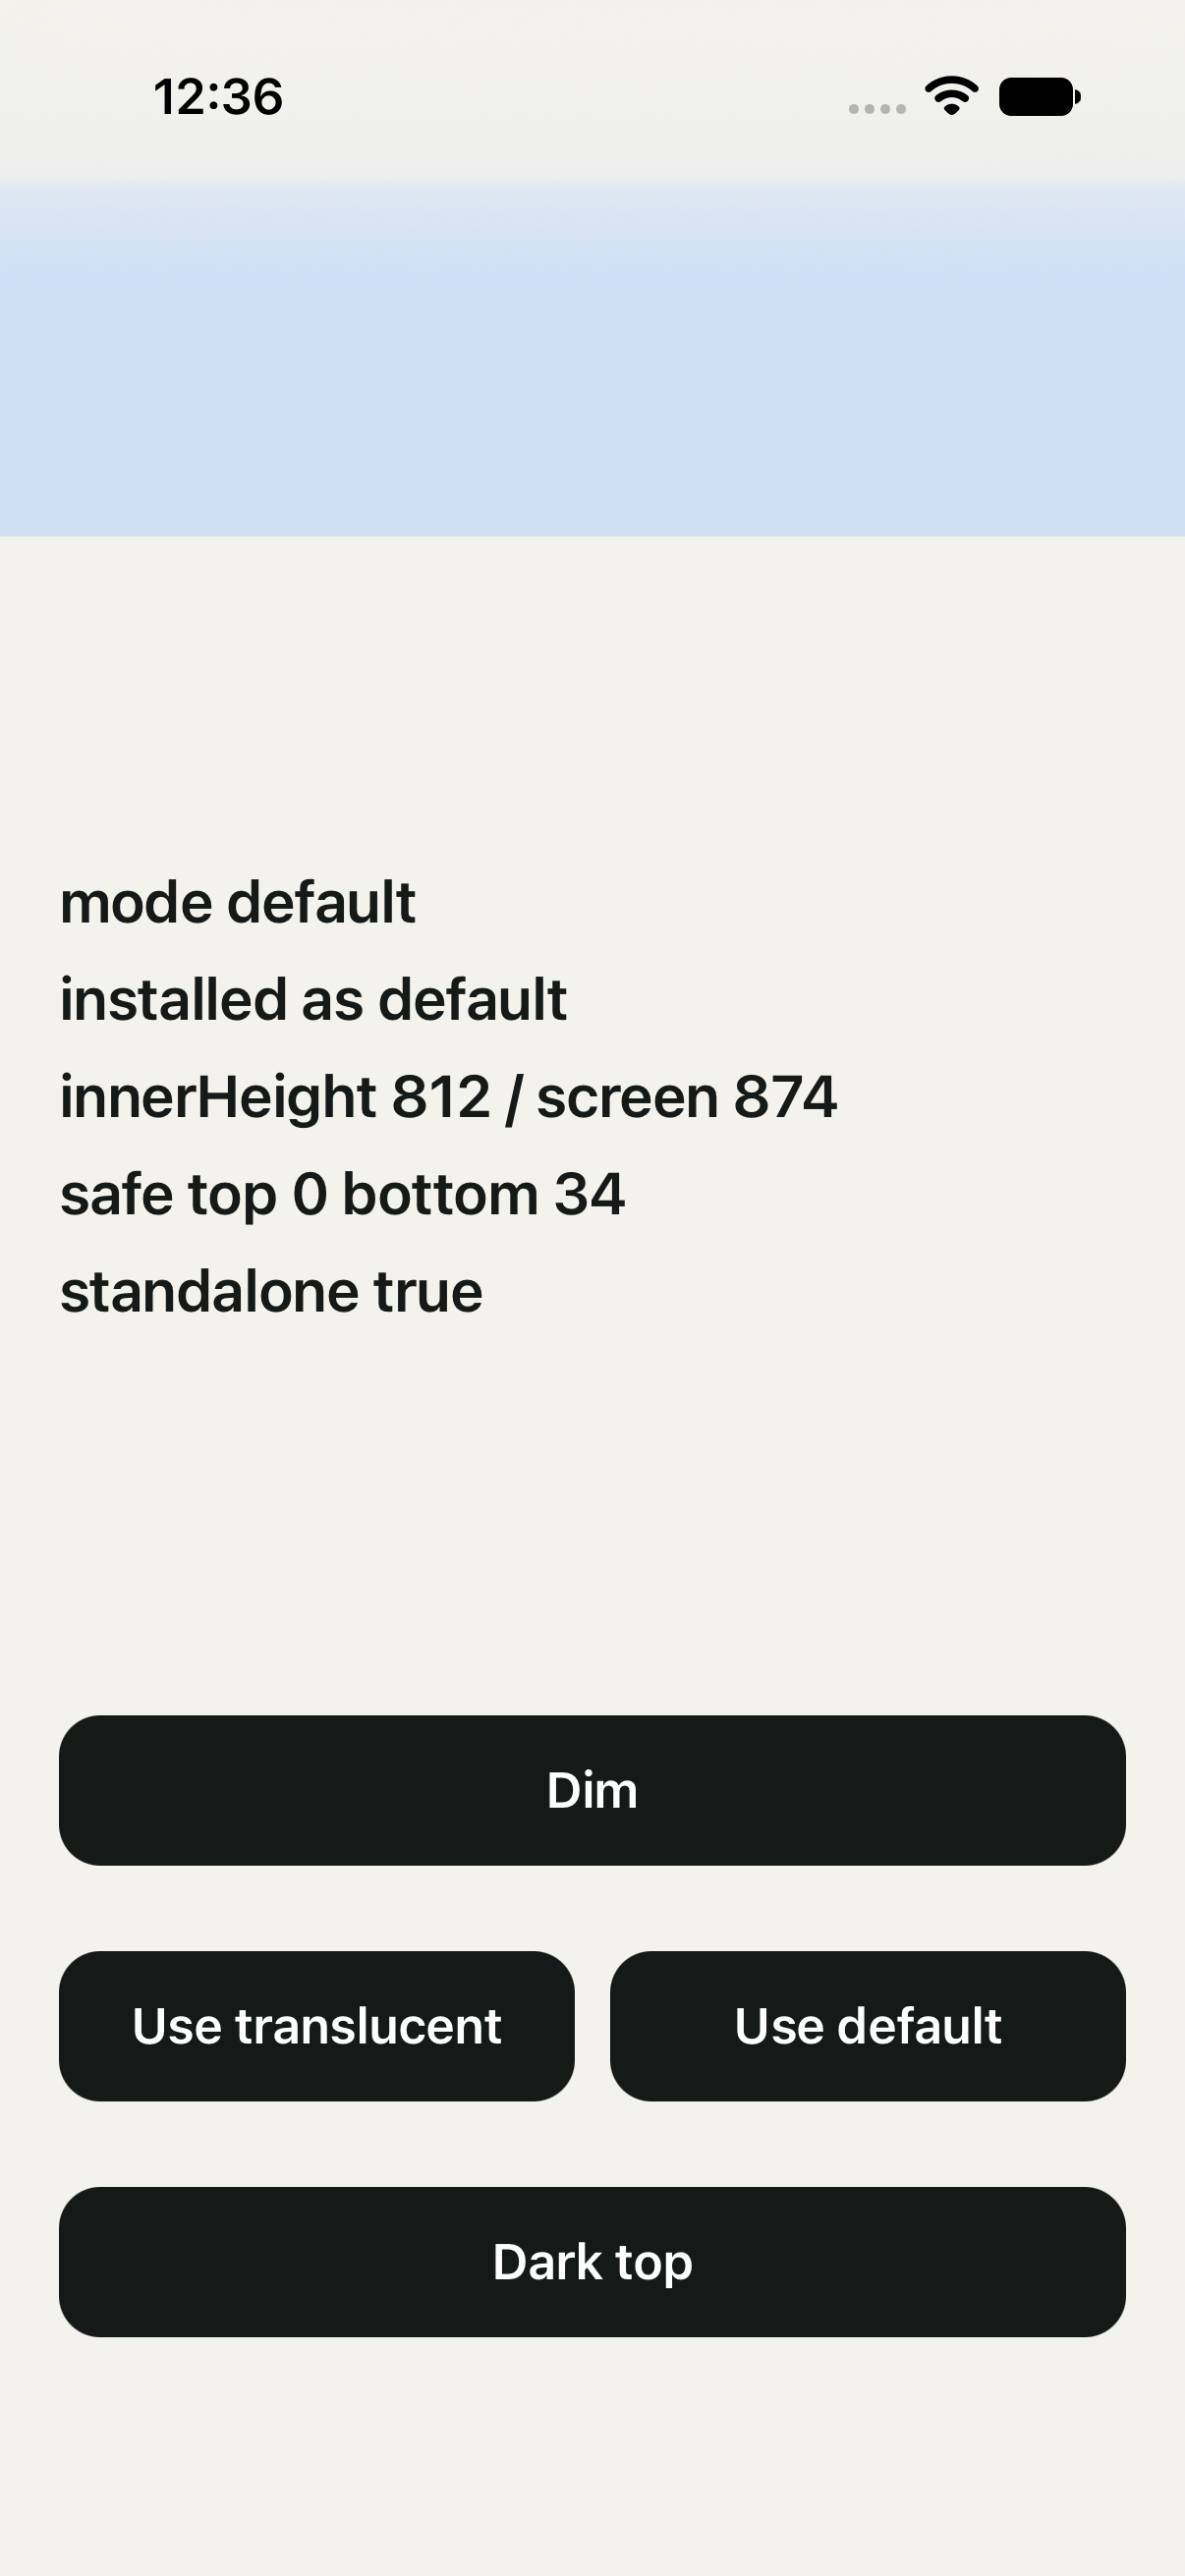 12:36
mode default
installed as default
innerHeight 812 / screen 874
safe top 0 bottom 34
standalone true
Dim
Use translucent
Use default
Dark top